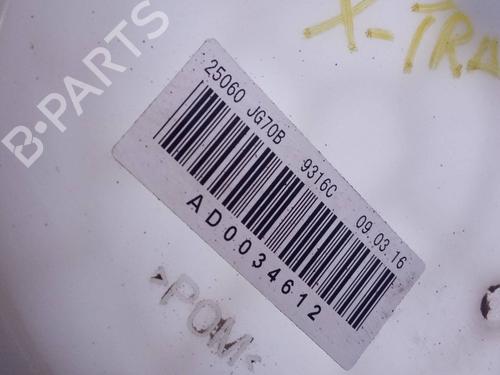 B-PARTS
X-TRA
25060 JG70B 9316C 09.03.16
AD0034612
>POM<